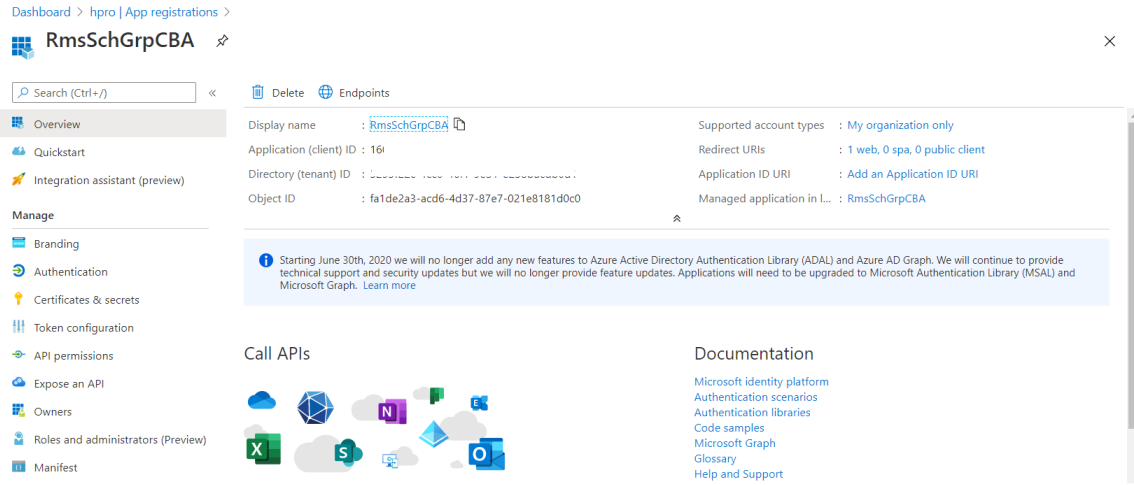 Dashboard > hpro | App registrations >
RmsSchGrpCBA
Search (Ctrl+/)
«
Overview
Quickstart
Integration assistant (preview)
Manage
Branding
Authentication
Certificates & secrets
Token configuration
API permissions
Expose an API
Owners
Roles and administrators (Preview)
Manifest
Delete
Endpoints
Display name : RmsSchGrpCBA
Application (client) ID : 160
Directory (tenant) ID :
Object ID : fa1de2a3-acd6-4d37-87e7-021e8181d0c0
Supported account types : My organization only
Redirect URIs : 1 web, 0 spa, 0 public client
Application ID URI : Add an Application ID URI
Managed application in l... : RmsSchGrpCBA
Starting June 30th, 2020 we will no longer add any new features to Azure Active Directory Authentication Library (ADAL) and Azure AD Graph. We will continue to provide
technical support and security updates but we will no longer provide feature updates. Applications will need to be upgraded to Microsoft Authentication Library (MSAL) and
Microsoft Graph. Learn more
Call APIs
N
E
X
S
O
Documentation
Microsoft identity platform
Authentication scenarios
Authentication libraries
Code samples
Microsoft Graph
Glossary
Help and Support